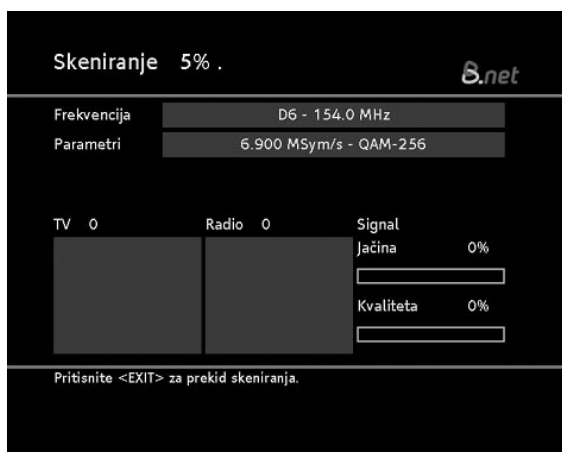 Skeniranje 5% .
B.net
Frekvencija D6 - 154.0 MHz
Parametri 6.900 MSym/s - QAM-256
TV 0 Radio 0 Signal
Jačina 0%
Kvaliteta 0%
Pritisnite <EXIT> za prekid skeniranja.